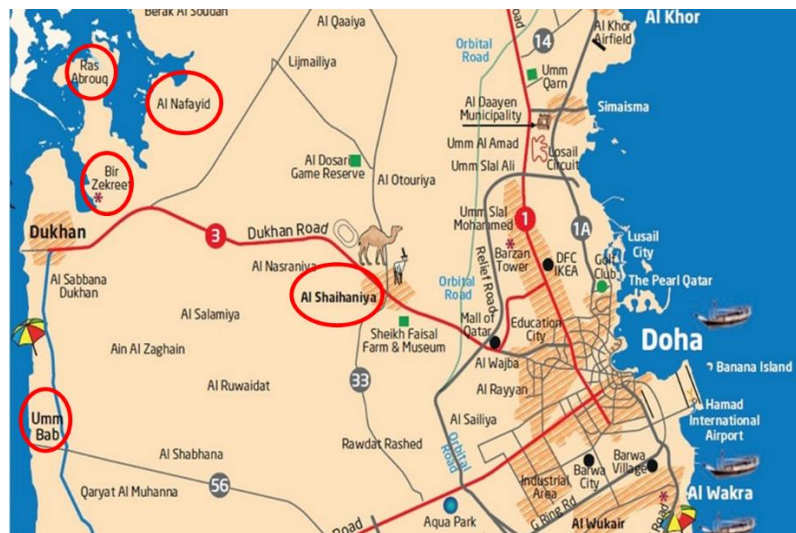 Berak Al Soudan
Al Qaaiya
Road
Al Khor
Orbital
Road
14
Al Khor
Airfield
Ras
Abrouq
Lijmailiya
Umm
Qarn
Al Nafayid
Al Daayen
Municipality
Simaisma
Umm Al Amad
Losail
Circuit
Al Dosari
Game Reserve
Umm Slal Ali
Bir
Zekreet
Al Otouriya
Umm Slal
Mohammed
1
1A
Dukhan
3
Dukhan Road
Barzan
Tower
DFC
IKEA
Lusail
City
Golf
Club
Relief Road
Al Nasraniya
Orbital
Road
The Pearl Qatar
Al Sabbana
Dukhan
Al Shaihaniya
Mall of
Qatar
Education
City
Al Salamiya
Sheikh Faisal
Farm & Museum
Doha
Ain Al Zaghain
Al Wajba
Banana Island
33
Al Ruwaidat
Al Rayyan
Hamad
International
Airport
Umm
Bab
Al Sailiya
Al Shabhana
Rawdat Rashed
Orbital
Road
Barwa
Village
Barwa
City
56
Industrial
Area
Qaryat Al Muhanna
Al Wakra
G Ring Rd
Road
Aqua Park
Al Wukair
Road